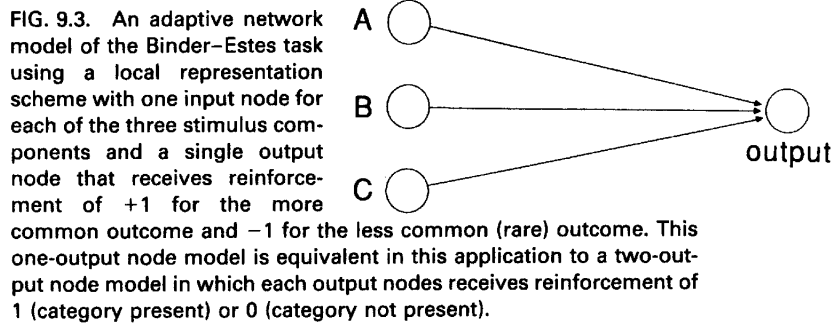 FIG. 9.3. An adaptive network
model of the Binder–Estes task
using a local representation
scheme with one input node for
each of the three stimulus com-
ponents and a single output
node that receives reinforce-
ment of +1 for the more
common outcome and −1 for the less common (rare) outcome. This
one-output node model is equivalent in this application to a two-out-
put node model in which each output nodes receives reinforcement of
1 (category present) or 0 (category not present).
A
B
C
output